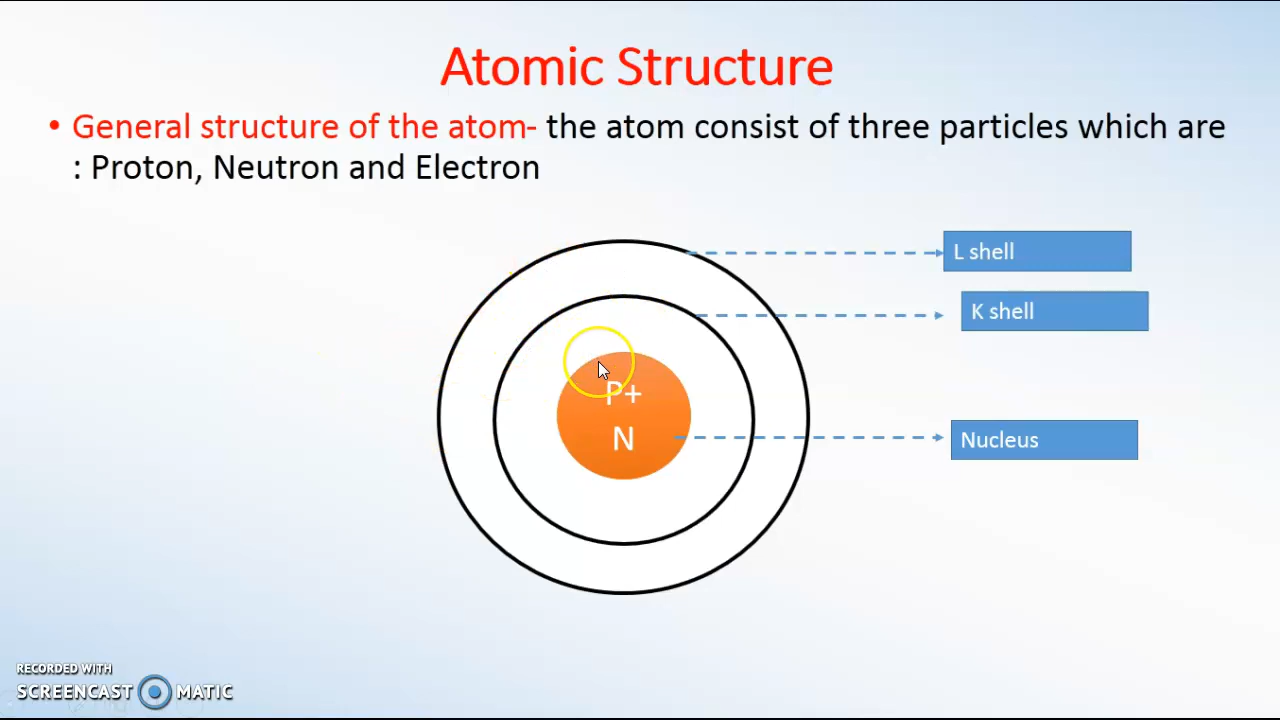 Atomic Structure
• General structure of the atom- the atom consist of three particles which are
: Proton, Neutron and Electron
L shell
K shell
P+
N
Nucleus
RECORDED WITH
SCREENCAST MATIC